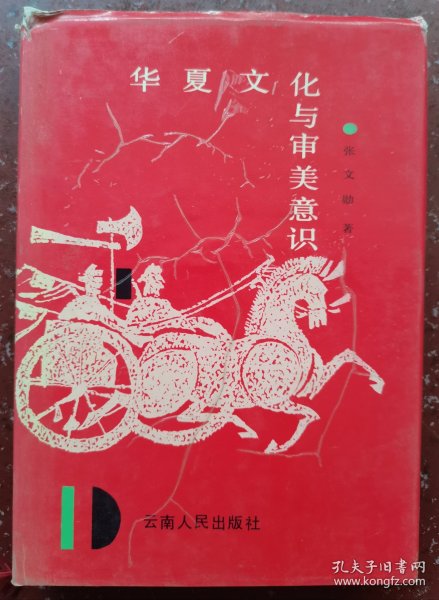 华夏文化与审美意识
张文勋 著
云南人民出版社
孔夫子旧书网
www.kongfz.com